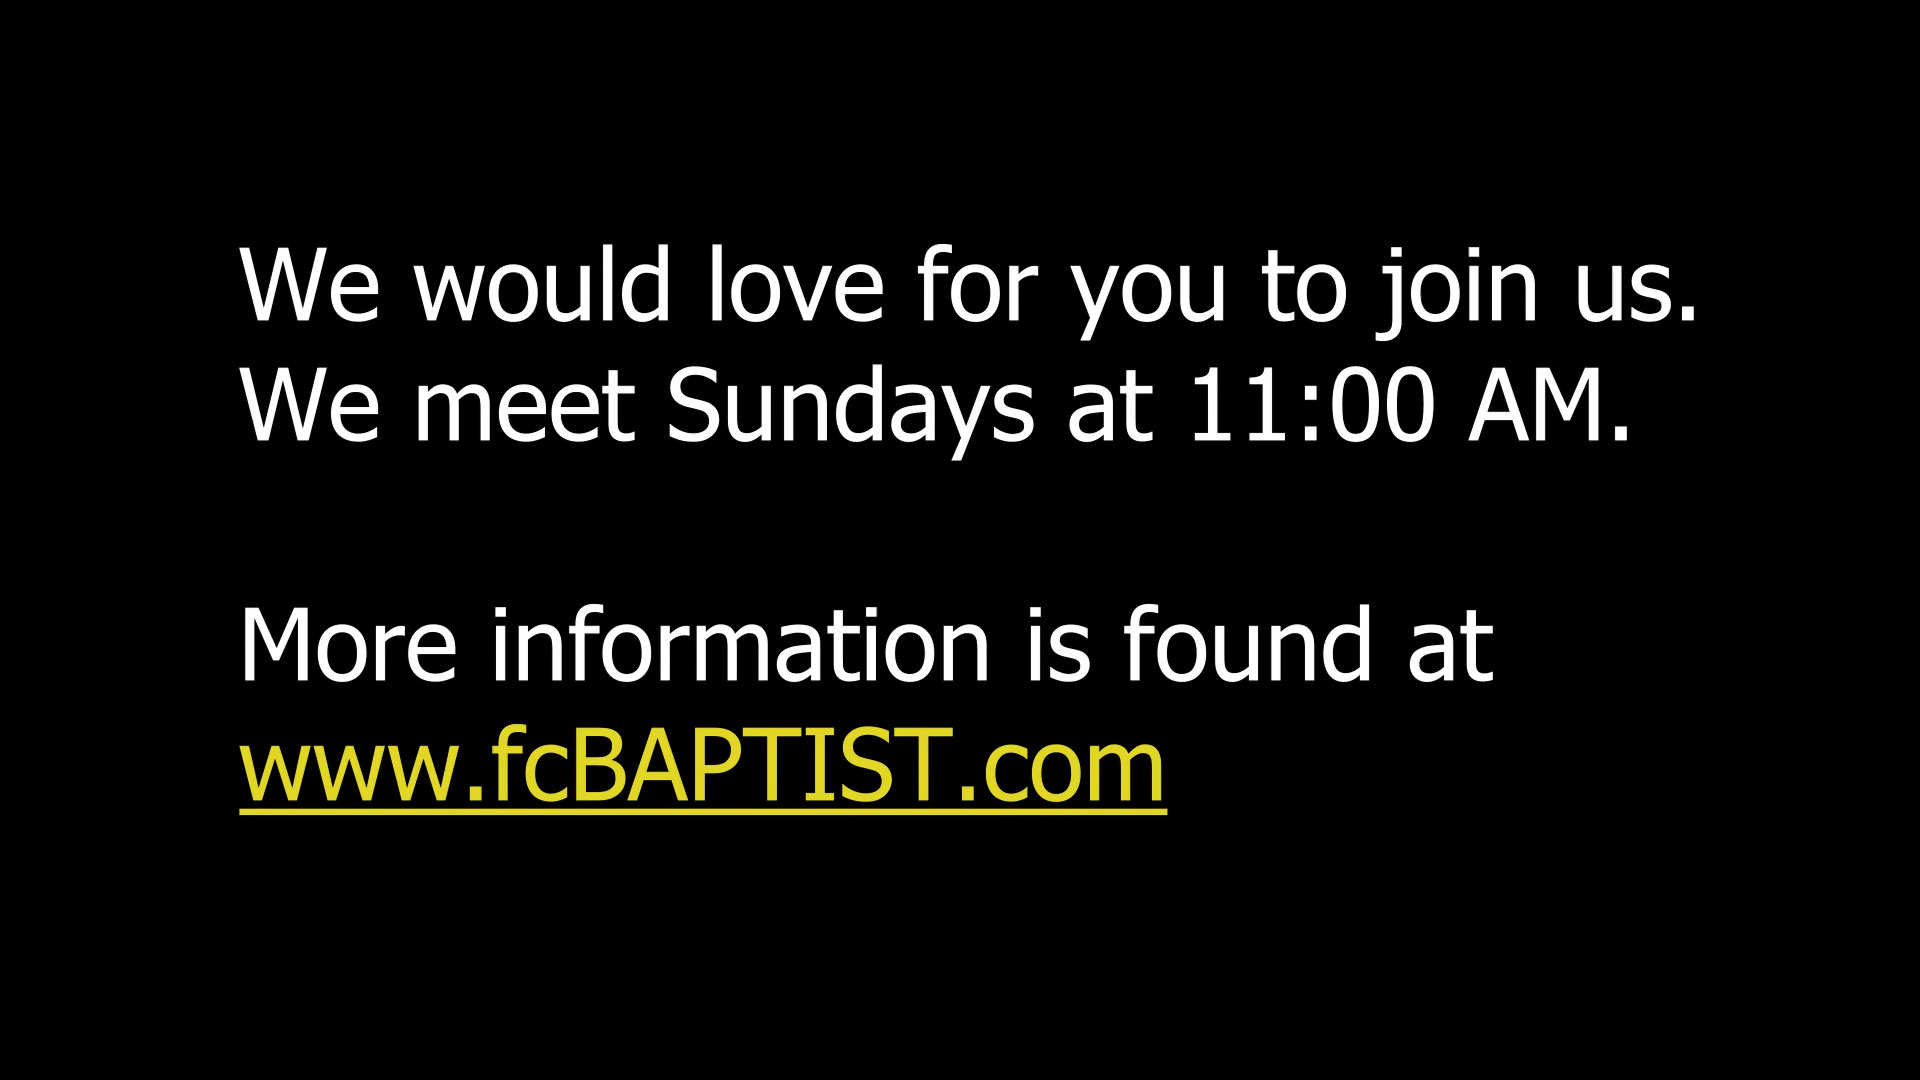 We would love for you to join us.
We meet Sundays at 11:00 AM.
More information is found at
www.fcBAPTIST.com